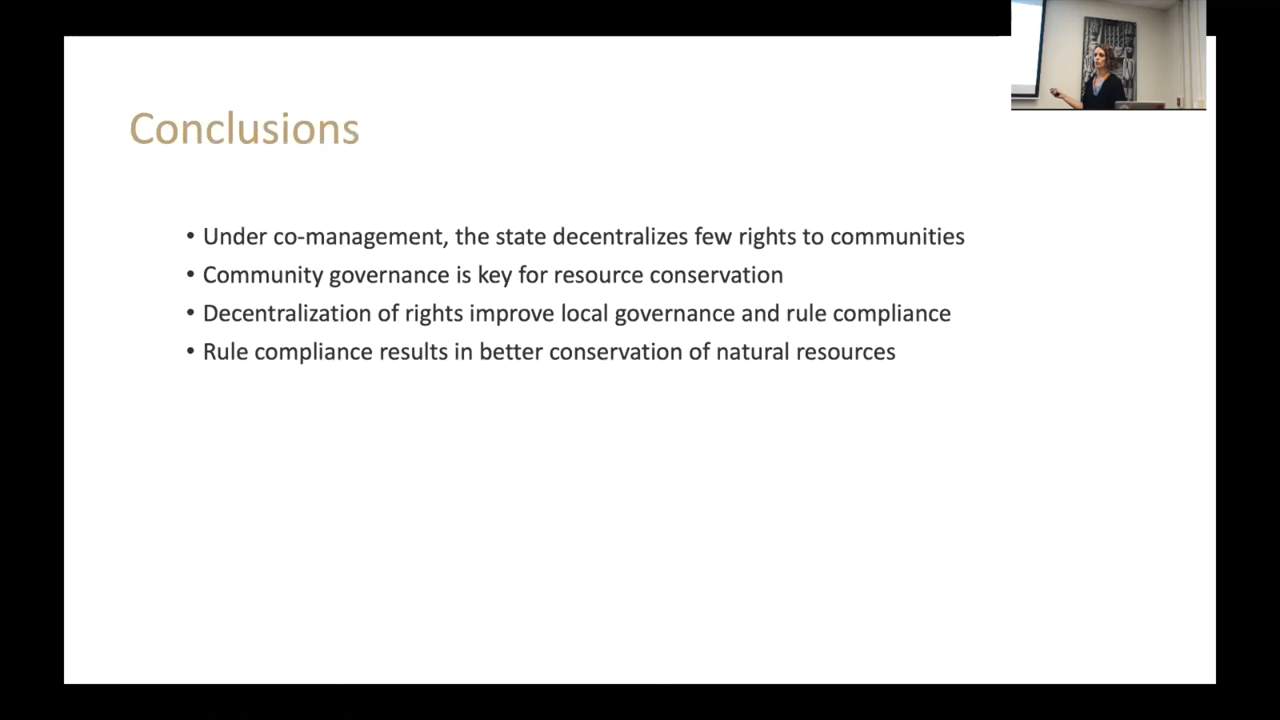 Conclusions
• Under co-management, the state decentralizes few rights to communities
• Community governance is key for resource conservation
• Decentralization of rights improve local governance and rule compliance
• Rule compliance results in better conservation of natural resources